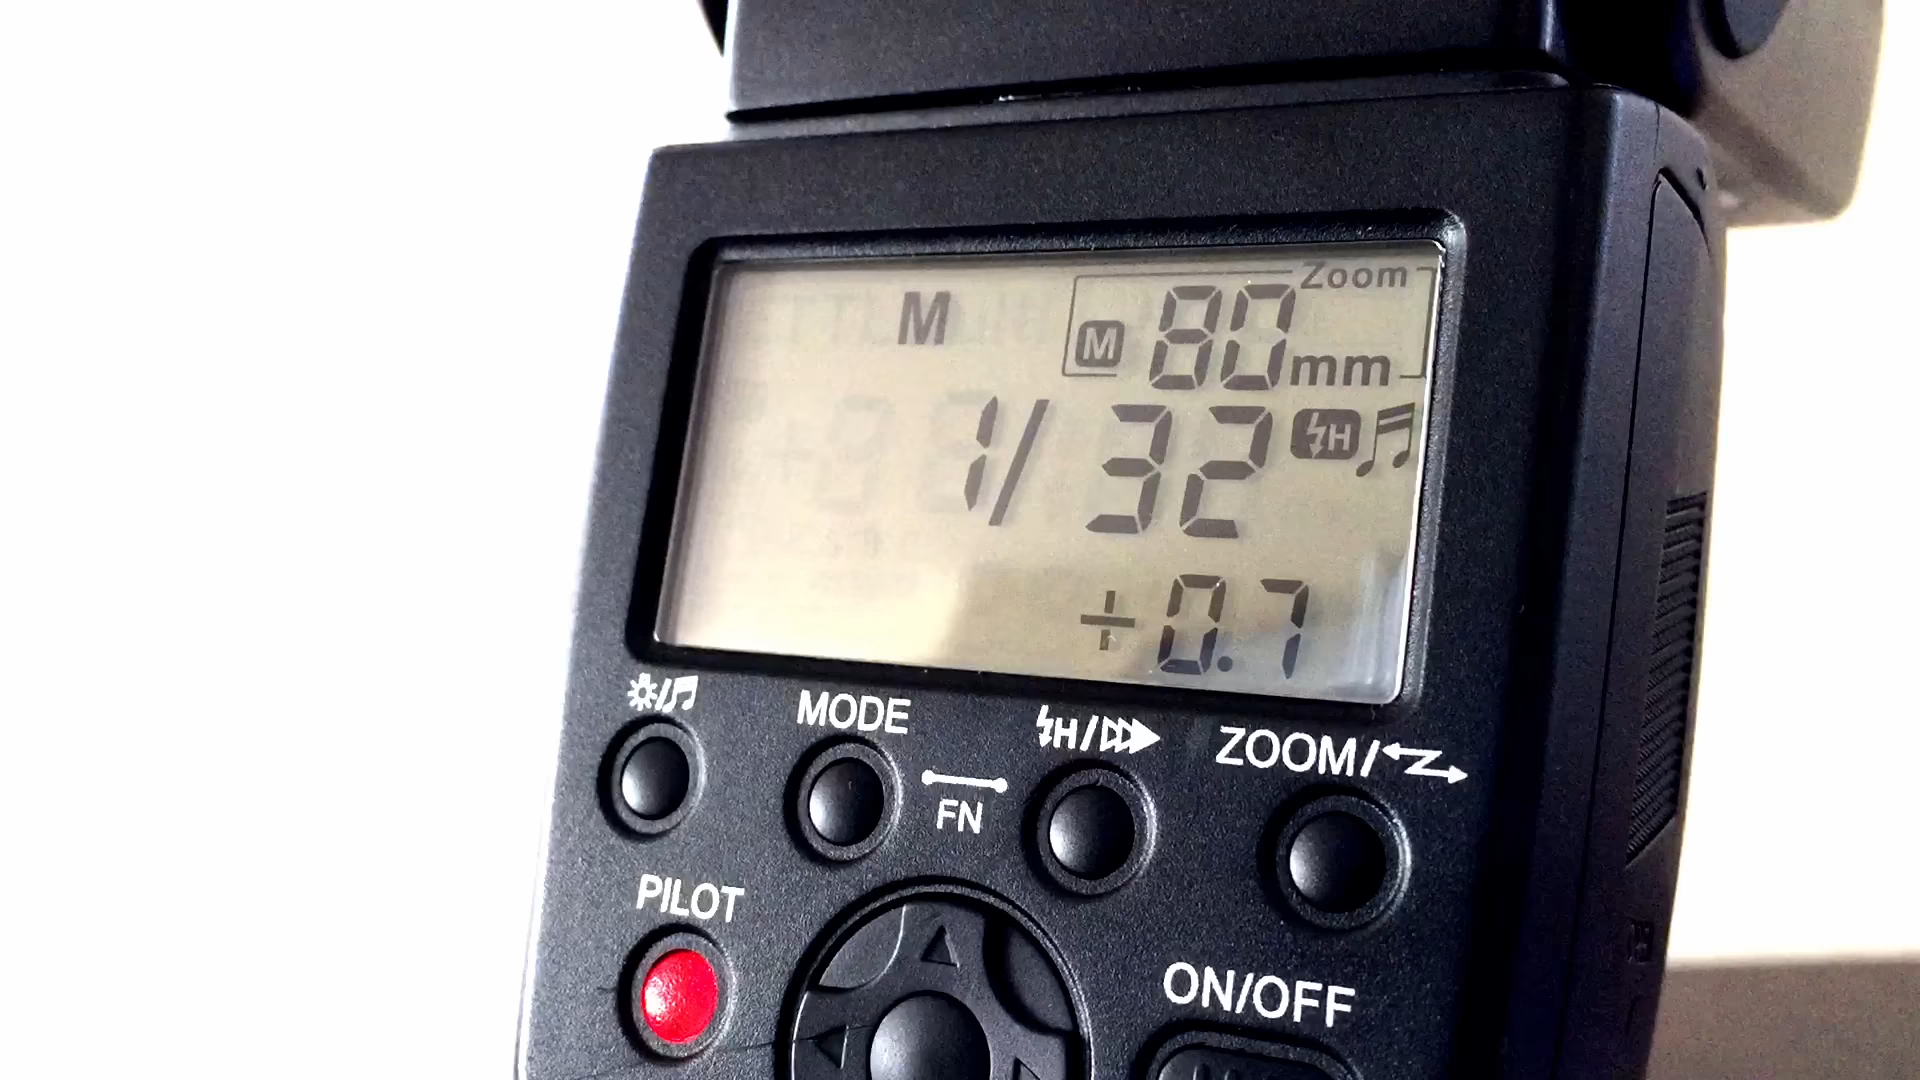 M
Zoom
M 80mm
1/32 H
+0.7
MODE
H/
ZOOM/
FN
PILOT
ON/OFF